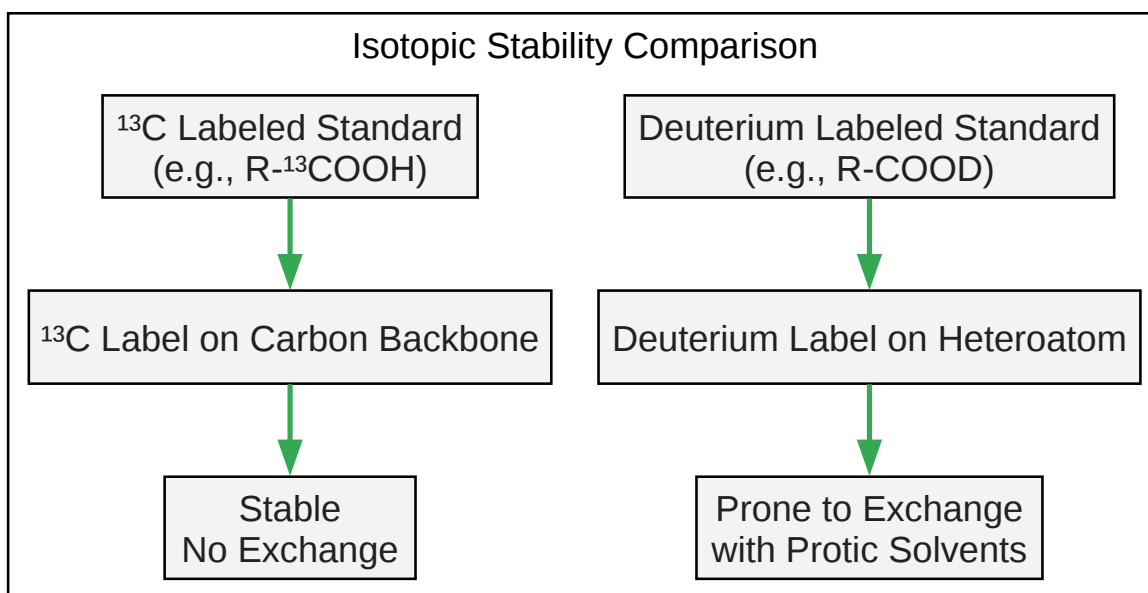 Isotopic Stability Comparison
¹³C Labeled Standard
(e.g., R-¹³COOH)
Deuterium Labeled Standard
(e.g., R-COOD)
¹³C Label on Carbon Backbone
Deuterium Label on Heteroatom
Stable
No Exchange
Prone to Exchange
with Protic Solvents